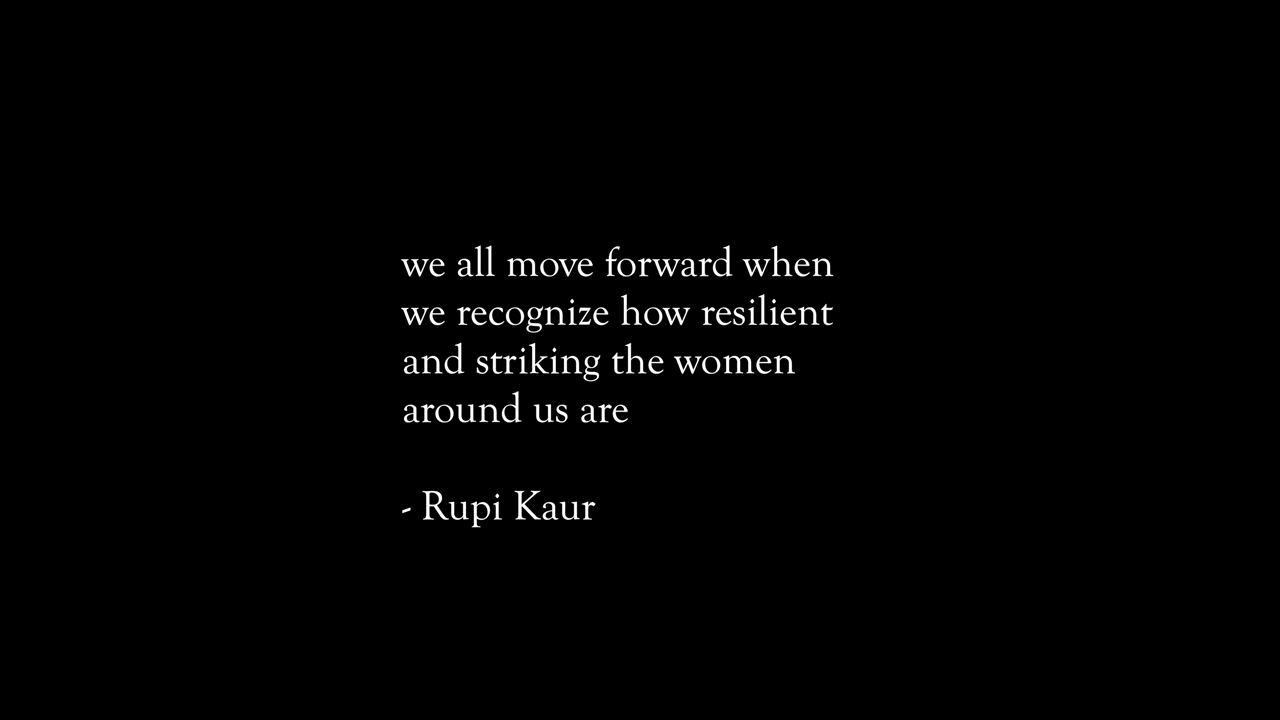 we all move forward when
we recognize how resilient
and striking the women
around us are
- Rupi Kaur